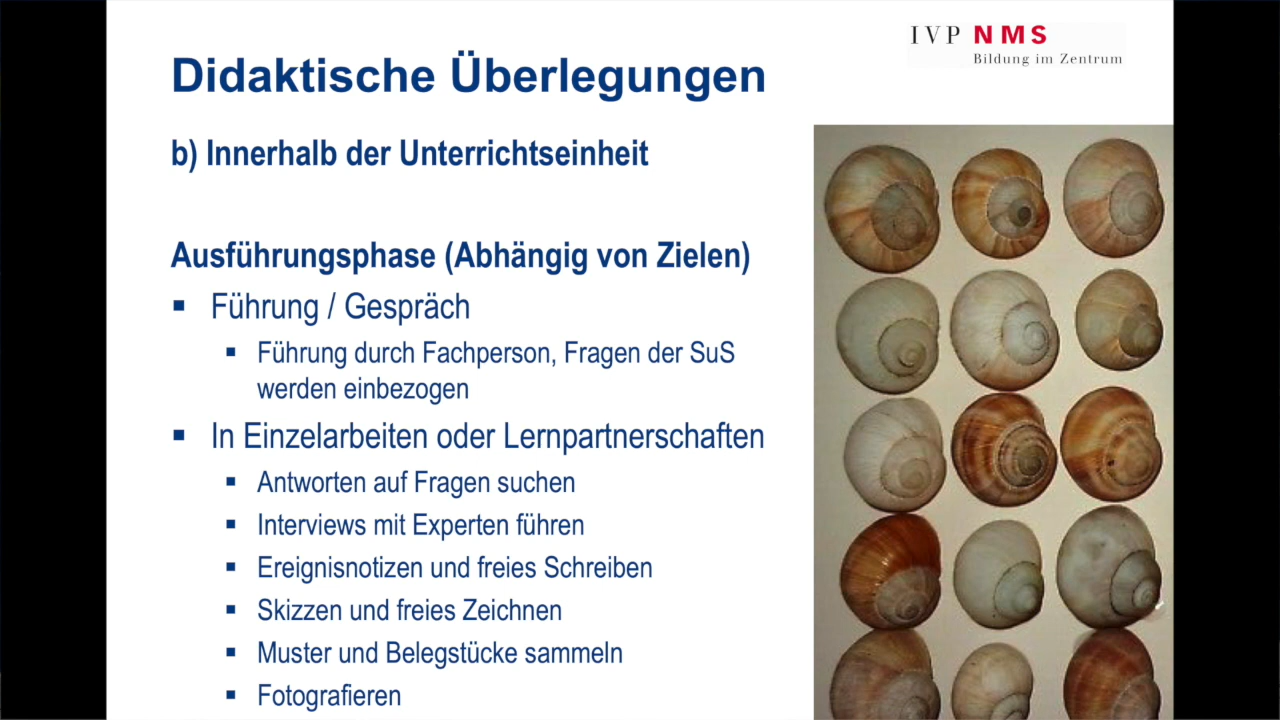 IVP NMS
Bildung im Zentrum
Didaktische Überlegungen
b) Innerhalb der Unterrichtseinheit
Ausführungsphase (Abhängig von Zielen)
▪ Führung / Gespräch
▪ Führung durch Fachperson, Fragen der SuS
werden einbezogen
▪ In Einzelarbeiten oder Lernpartnerschaften
▪ Antworten auf Fragen suchen
▪ Interviews mit Experten führen
▪ Ereignisnotizen und freies Schreiben
▪ Skizzen und freies Zeichnen
▪ Muster und Belegstücke sammeln
▪ Fotografieren